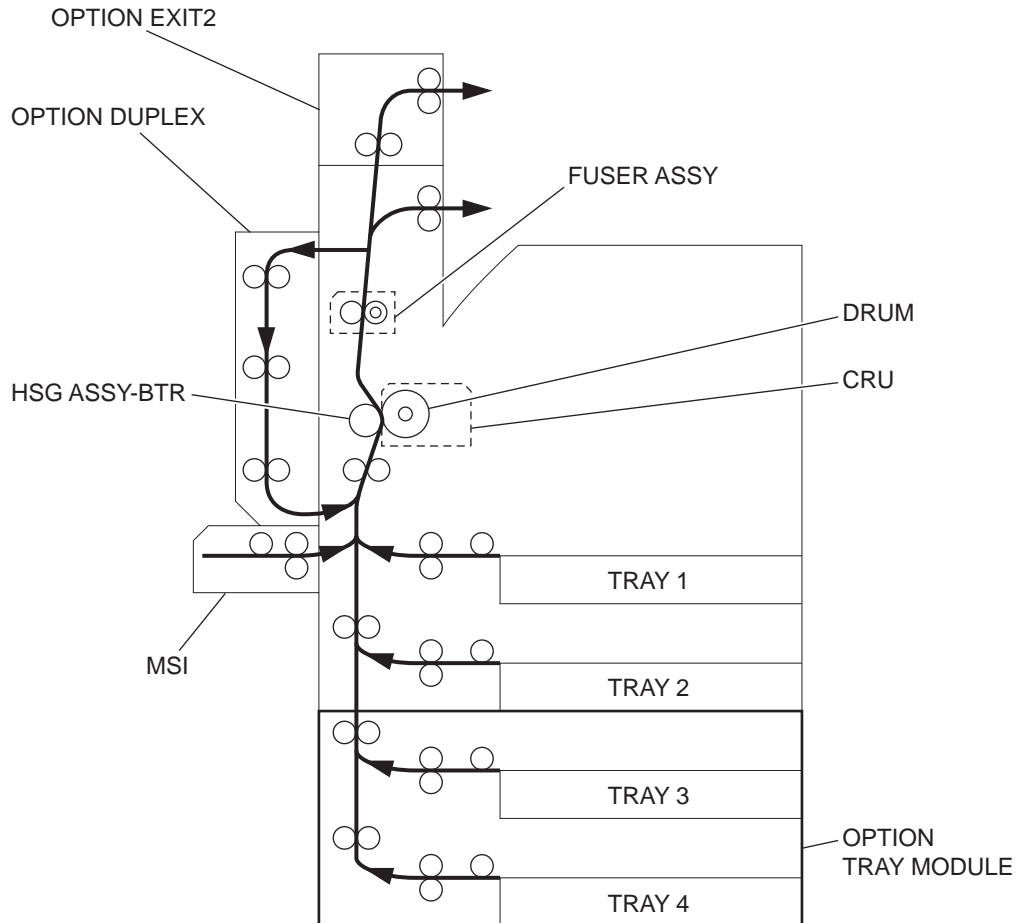 OPTION EXIT2
OPTION DUPLEX
FUSER ASSY
DRUM
CRU
HSG ASSY-BTR
TRAY 1
MSI
TRAY 2
TRAY 3
OPTION
TRAY MODULE
TRAY 4